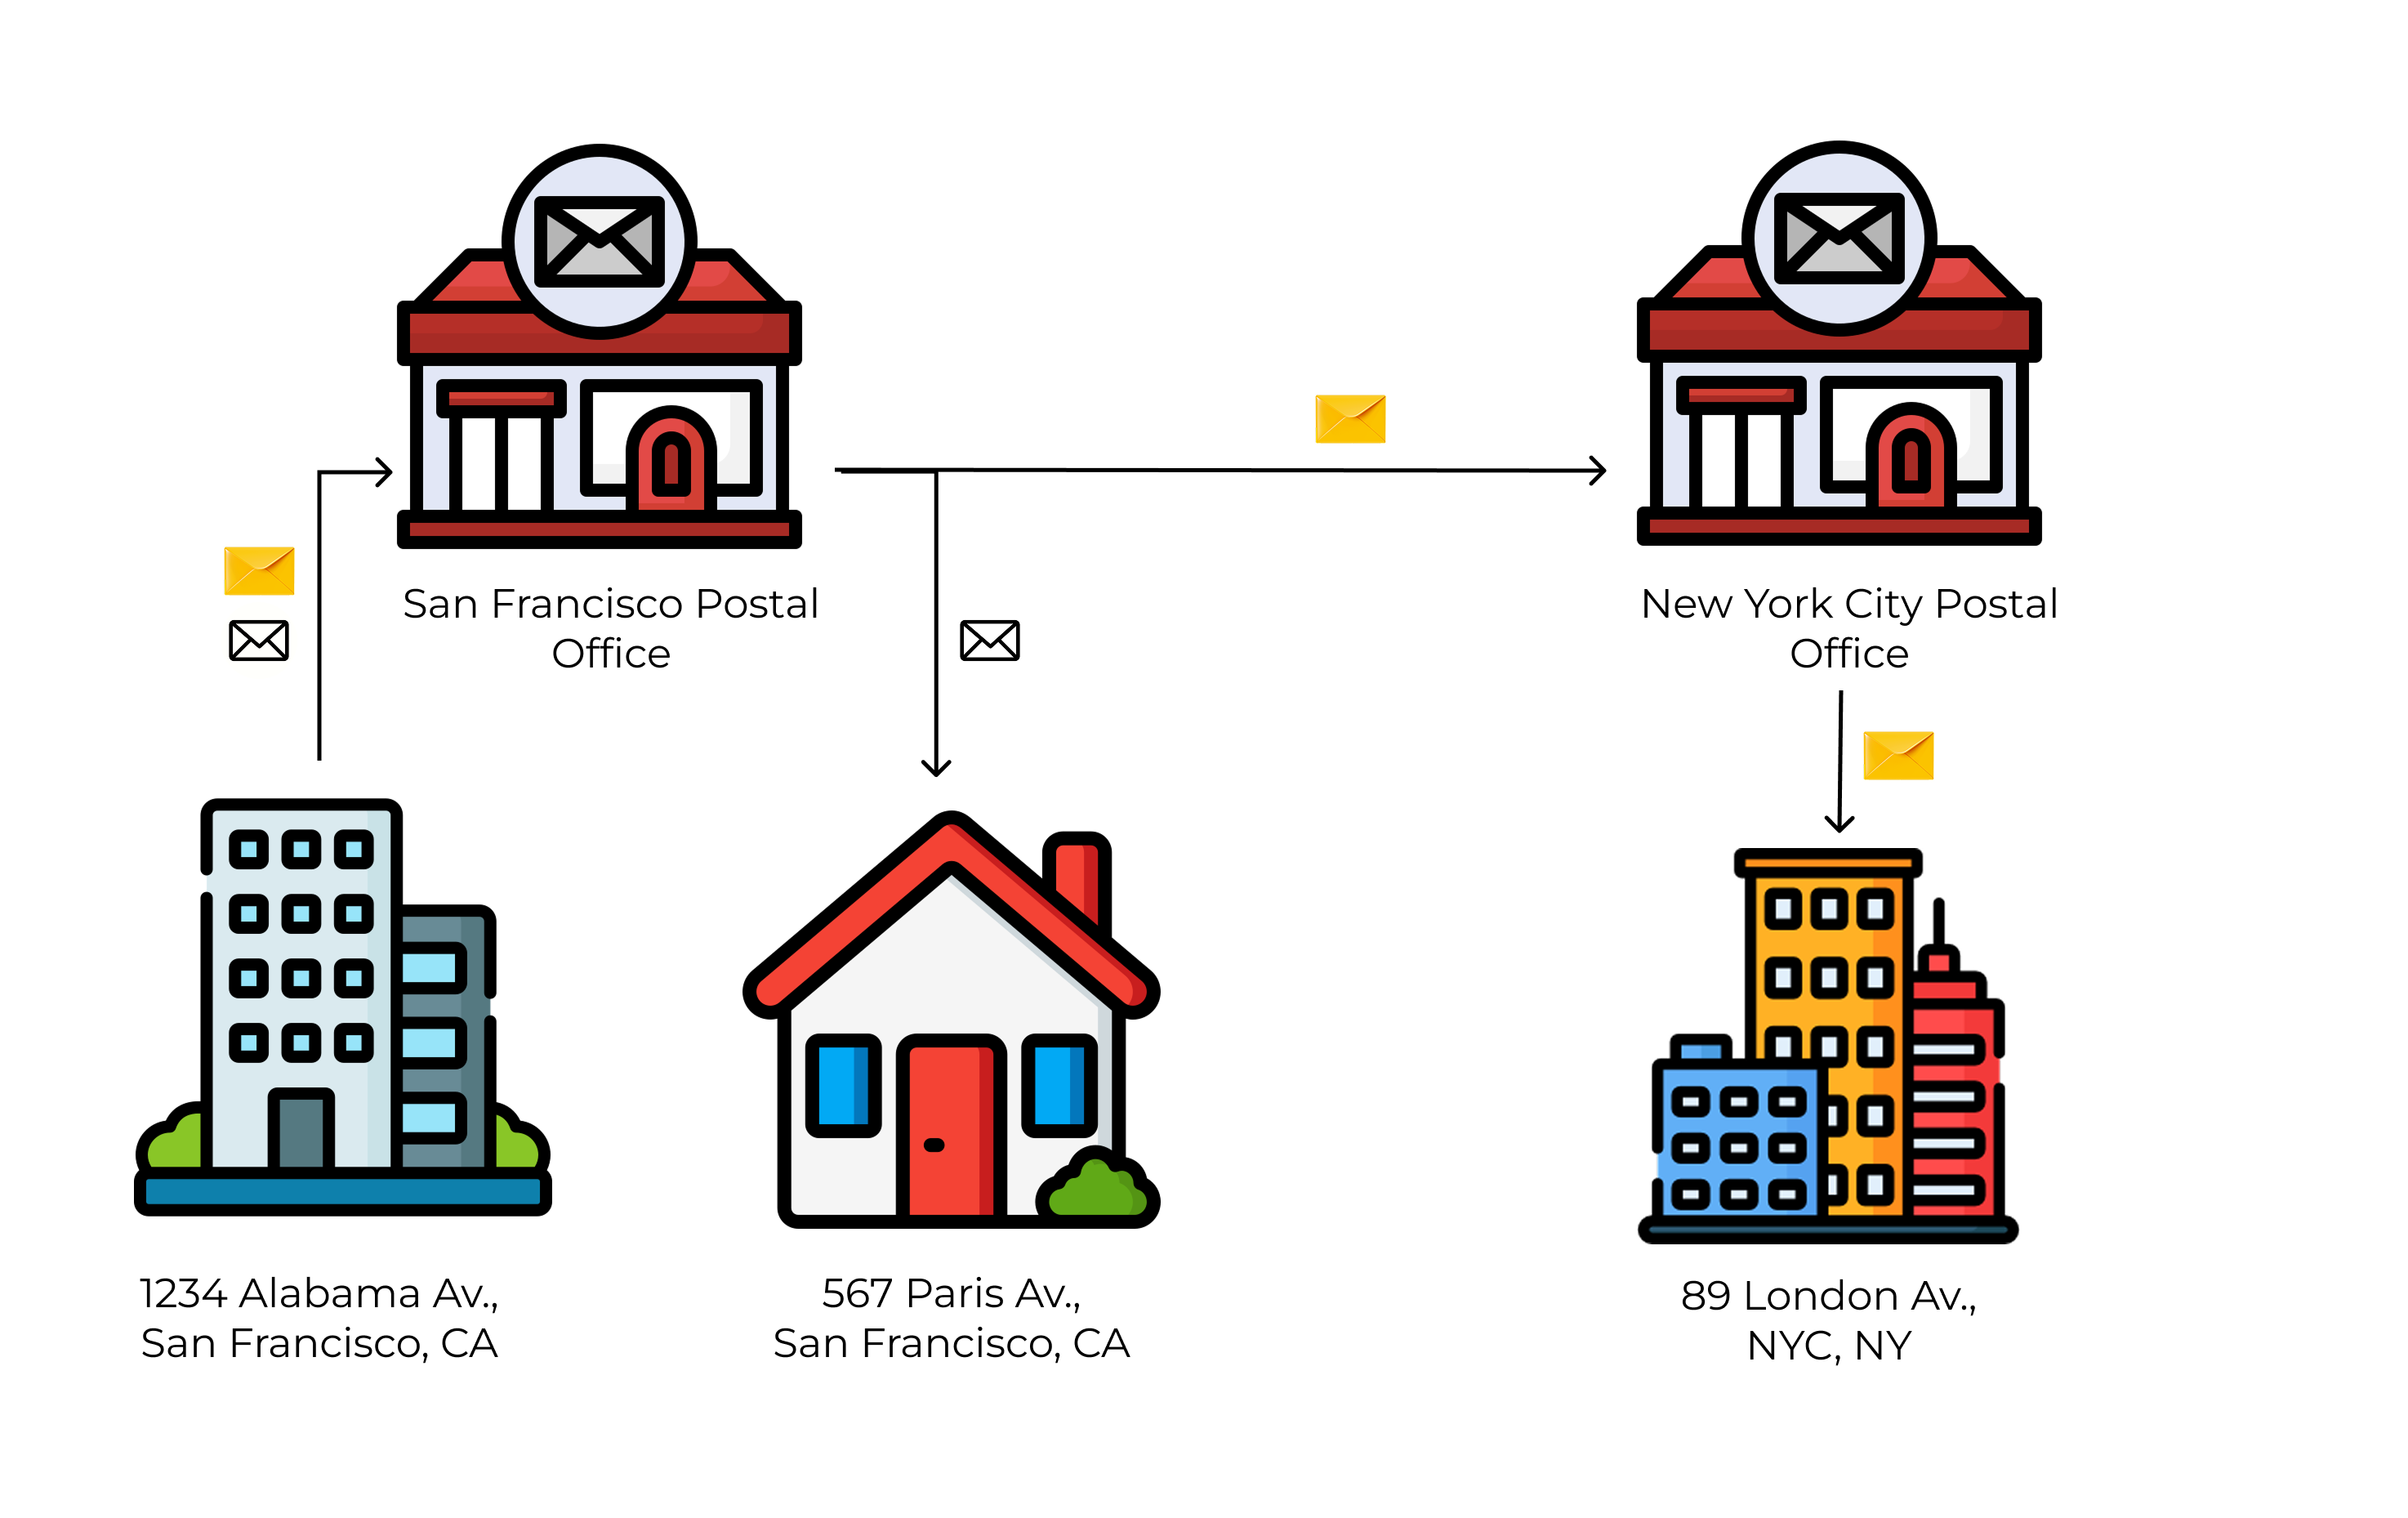 San Francisco Postal
Office
New York City Postal
Office
1234 Alabama Av.,
San Francisco, CA
567 Paris Av.,
San Francisco, CA
89 London Av.,
NYC, NY